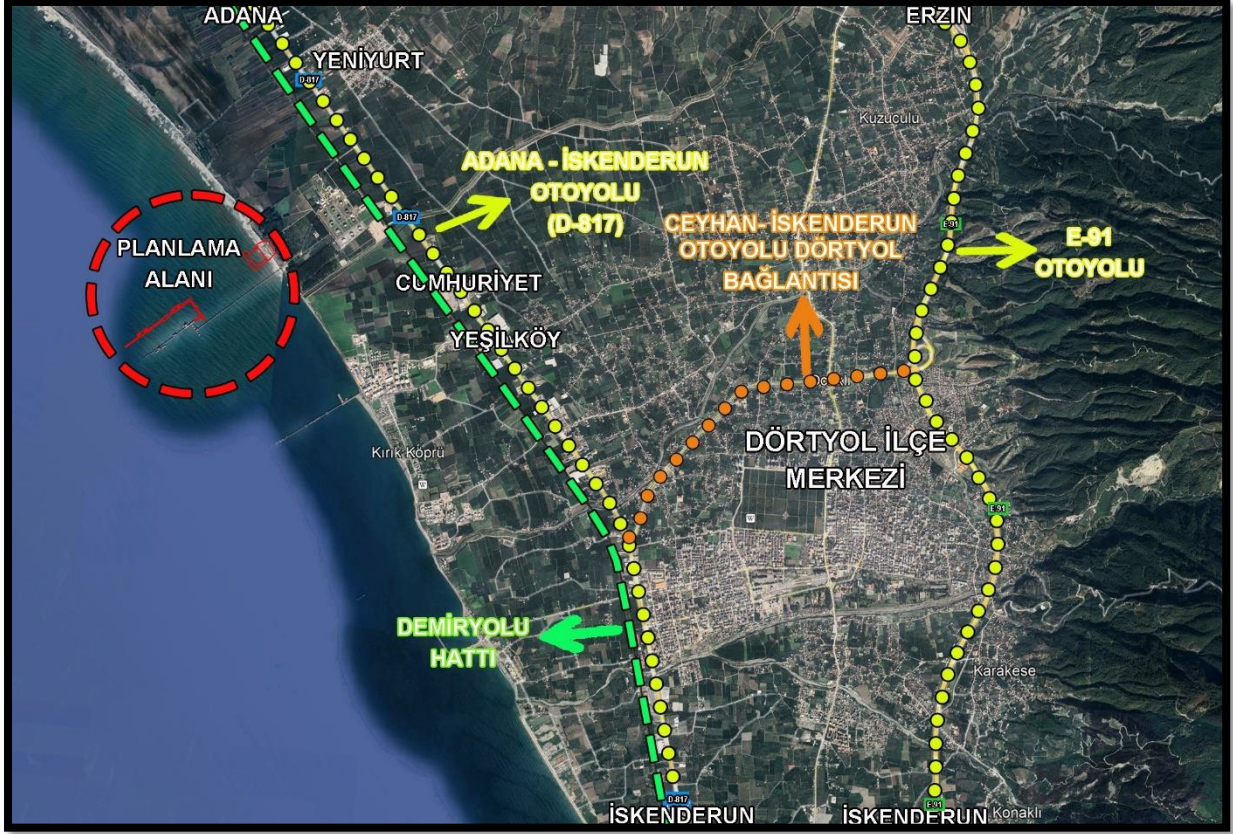 ADANA
ERZİN
YENİYURT
D-817
Kuzuculu
ADANA - İSKENDERUN
OTOYOLU
(D-817)
D-817
CEYHAN- İSKENDERUN
OTOYOLU DÖRTYOL
BAĞLANTISI
E-91
E-91
OTOYOLU
PLANLAMA
ALANI
CUMHURİYET
YEŞİLKÖY
Ocaklı
DÖRTYOL İLÇE
MERKEZİ
Kırık Köprü
E-91
DEMİRYOLU
HATTI
Karakese
D-817
İSKENDERUN
E-91
İSKENDERUN
Konaklı